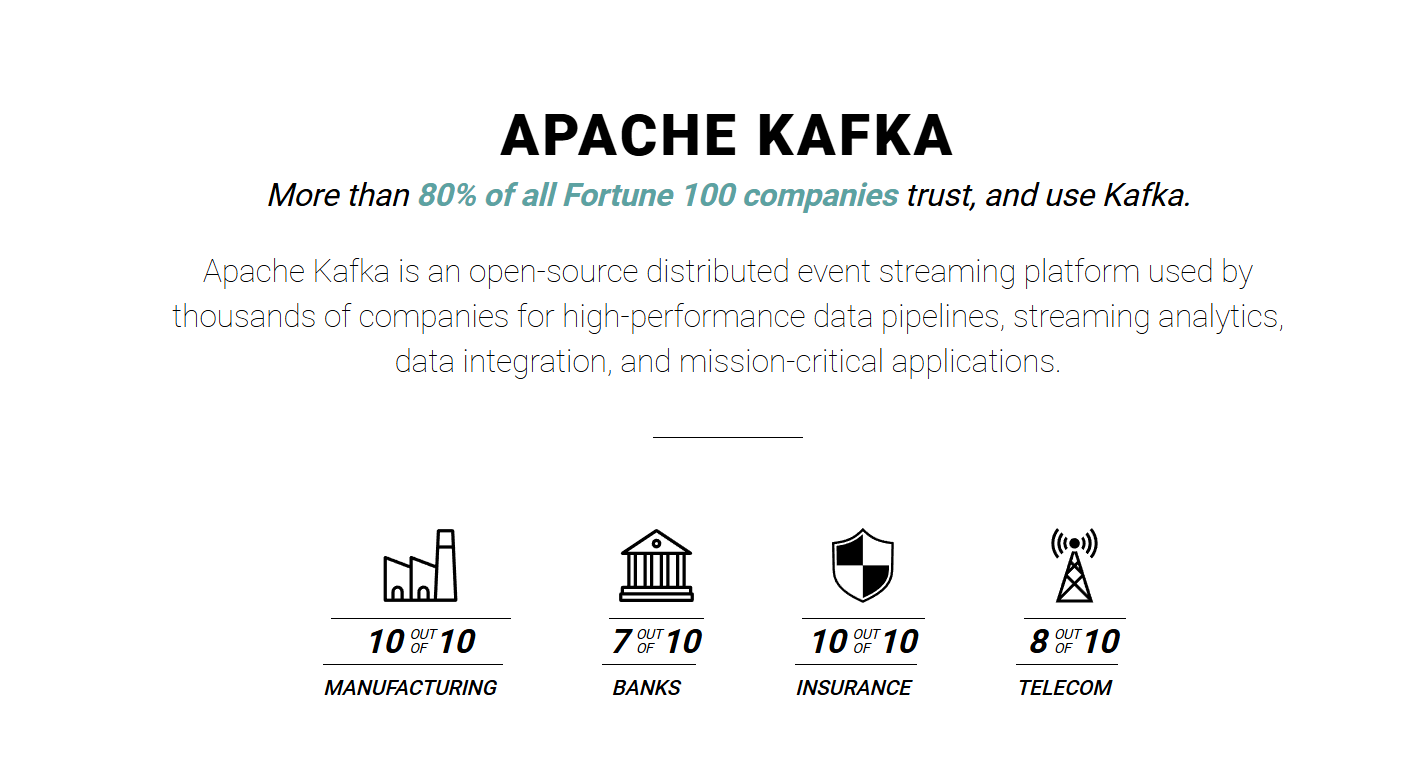 APACHE KAFKA
More than 80% of all Fortune 100 companies trust, and use Kafka.
Apache Kafka is an open-source distributed event streaming platform used by
thousands of companies for high-performance data pipelines, streaming analytics,
data integration, and mission-critical applications.
10 OUT OF 10
MANUFACTURING
7 OUT OF 10
BANKS
10 OUT OF 10
INSURANCE
8 OUT OF 10
TELECOM